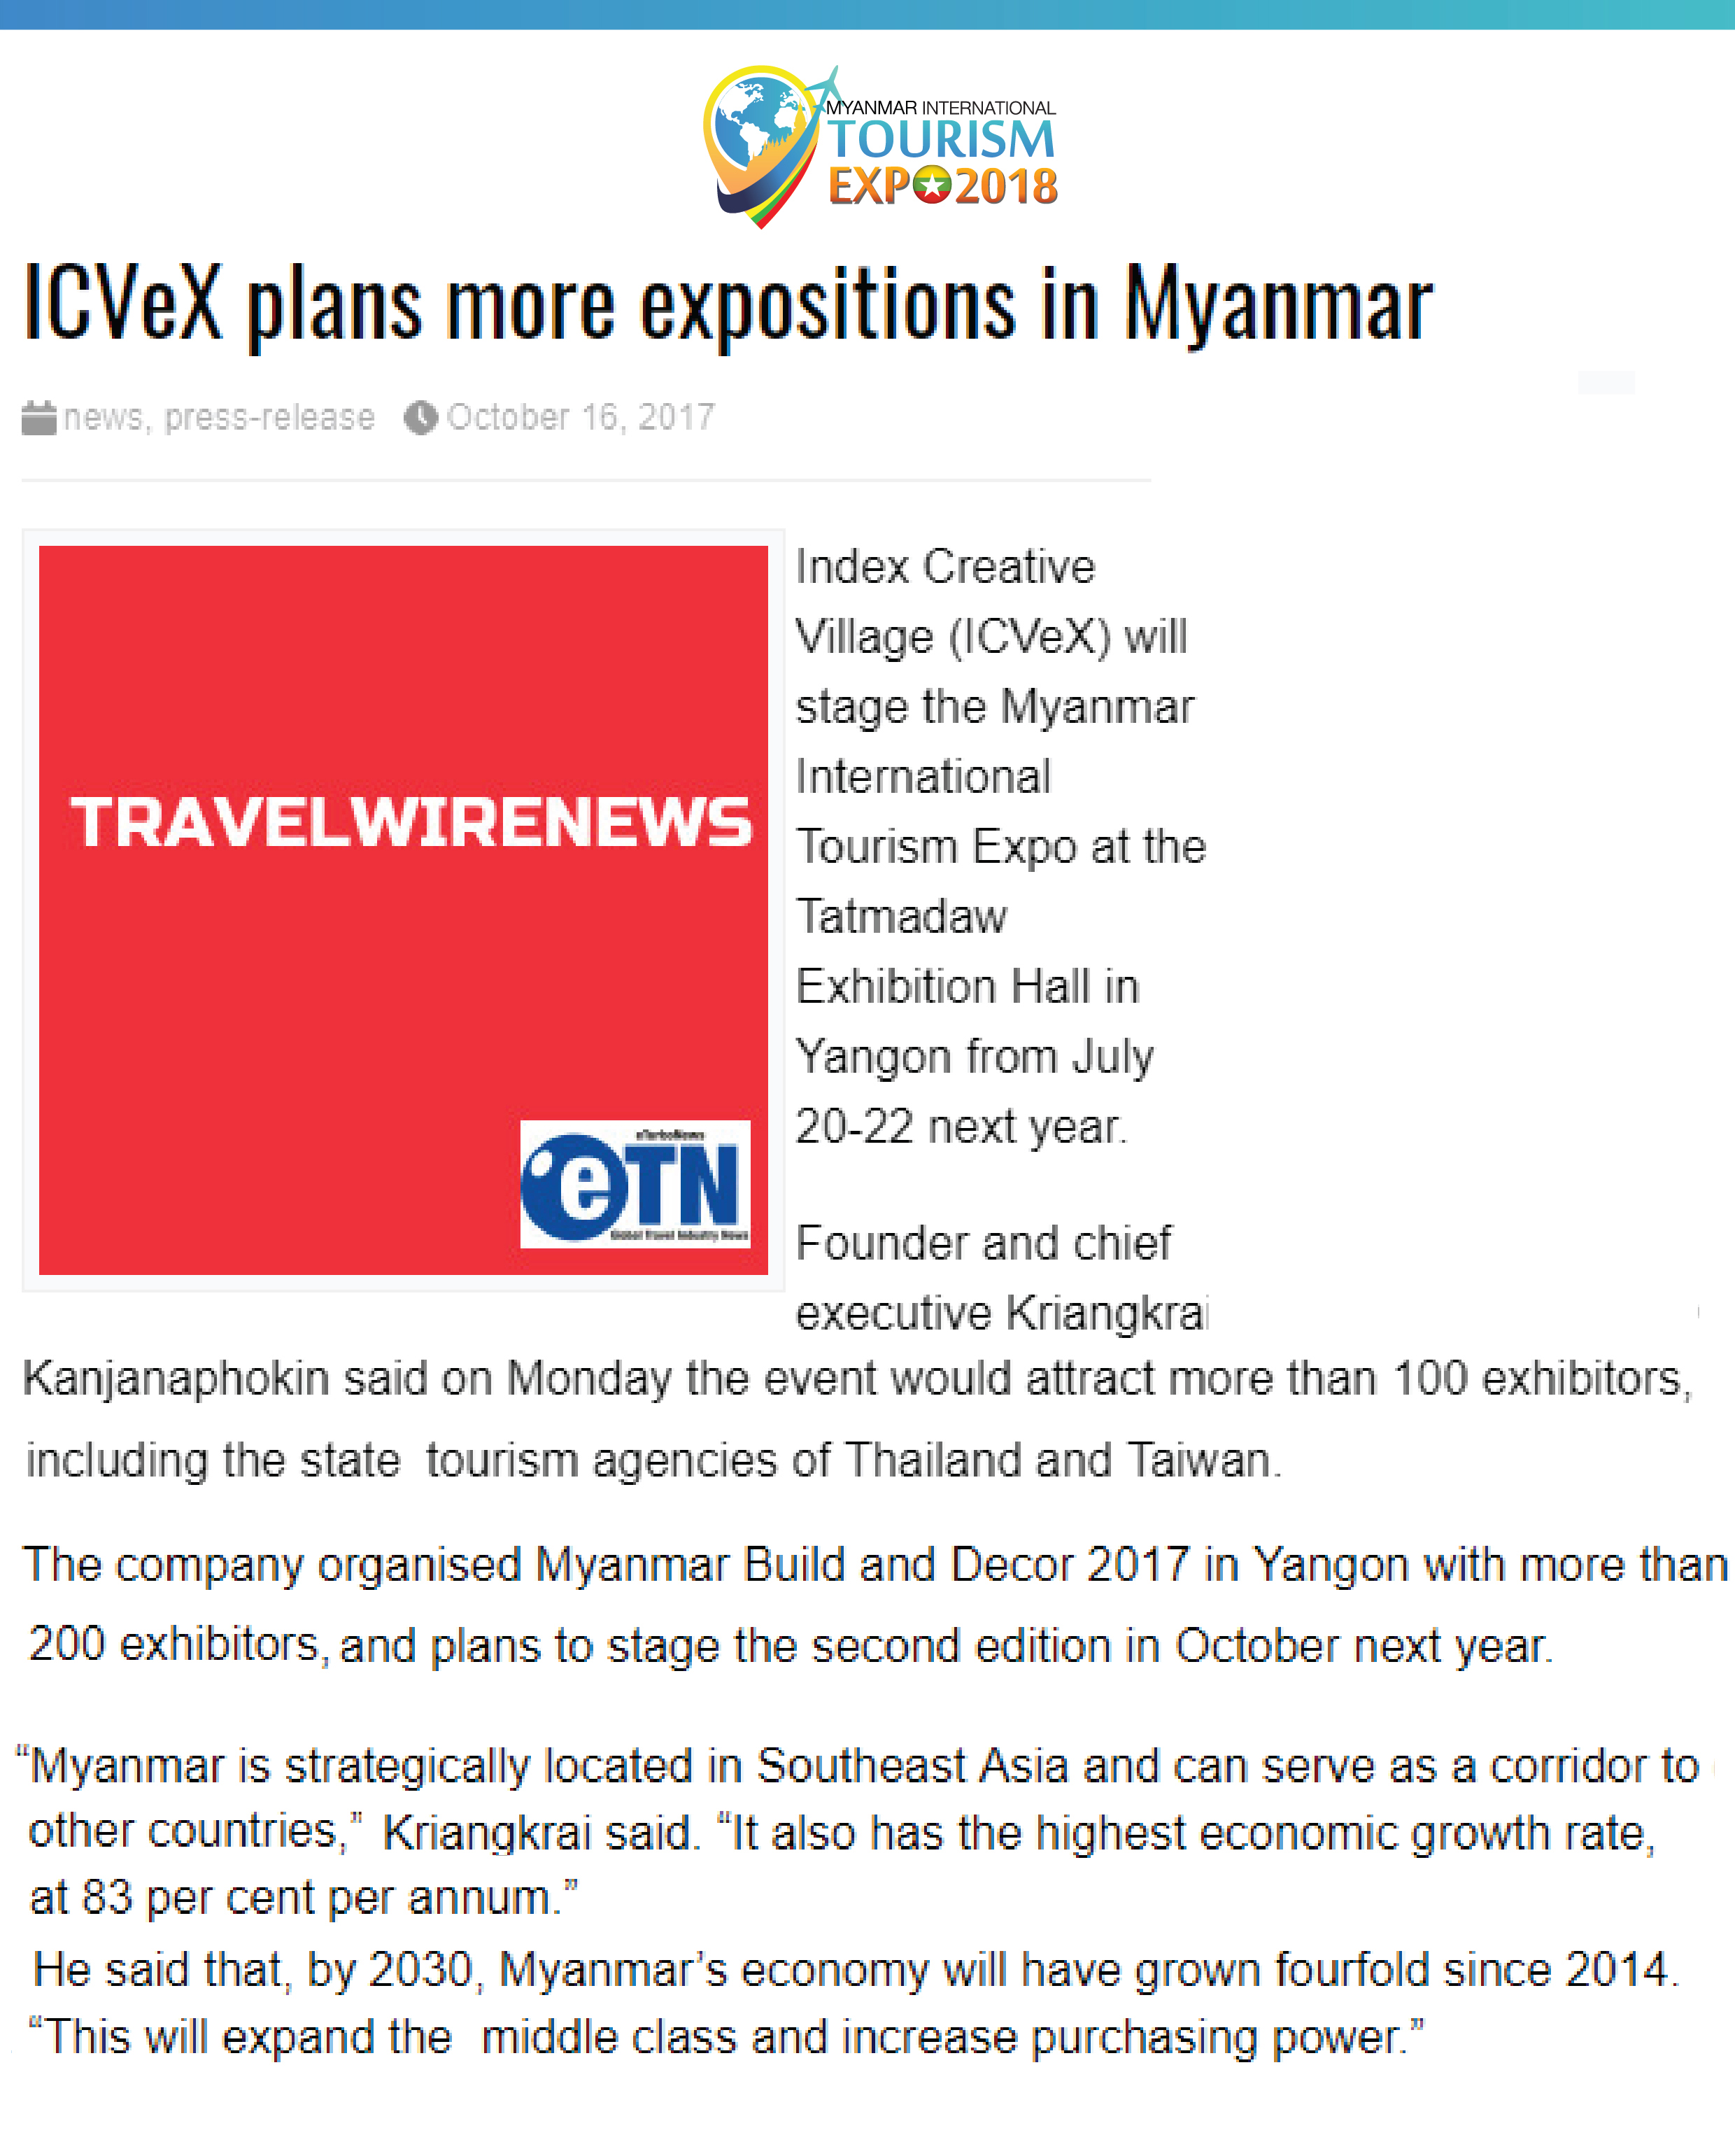 MYANMAR INTERNATIONAL
TOURISM
EXPO2018
ICVeX plans more expositions in Myanmar
news, press-release October 16, 2017
TRAVELWIRENEWS
eTurboNews
eTN
Global Travel Industry News
Index Creative
Village (ICVeX) will
stage the Myanmar
International
Tourism Expo at the
Tatmadaw
Exhibition Hall in
Yangon from July
20-22 next year.
Founder and chief
executive Kriangkrai
Kanjanaphokin said on Monday the event would attract more than 100 exhibitors,
including the state tourism agencies of Thailand and Taiwan.
The company organised Myanmar Build and Decor 2017 in Yangon with more than
200 exhibitors, and plans to stage the second edition in October next year.
“Myanmar is strategically located in Southeast Asia and can serve as a corridor to
other countries,” Kriangkrai said. “It also has the highest economic growth rate,
at 83 per cent per annum.”
He said that, by 2030, Myanmar’s economy will have grown fourfold since 2014.
“This will expand the middle class and increase purchasing power.”